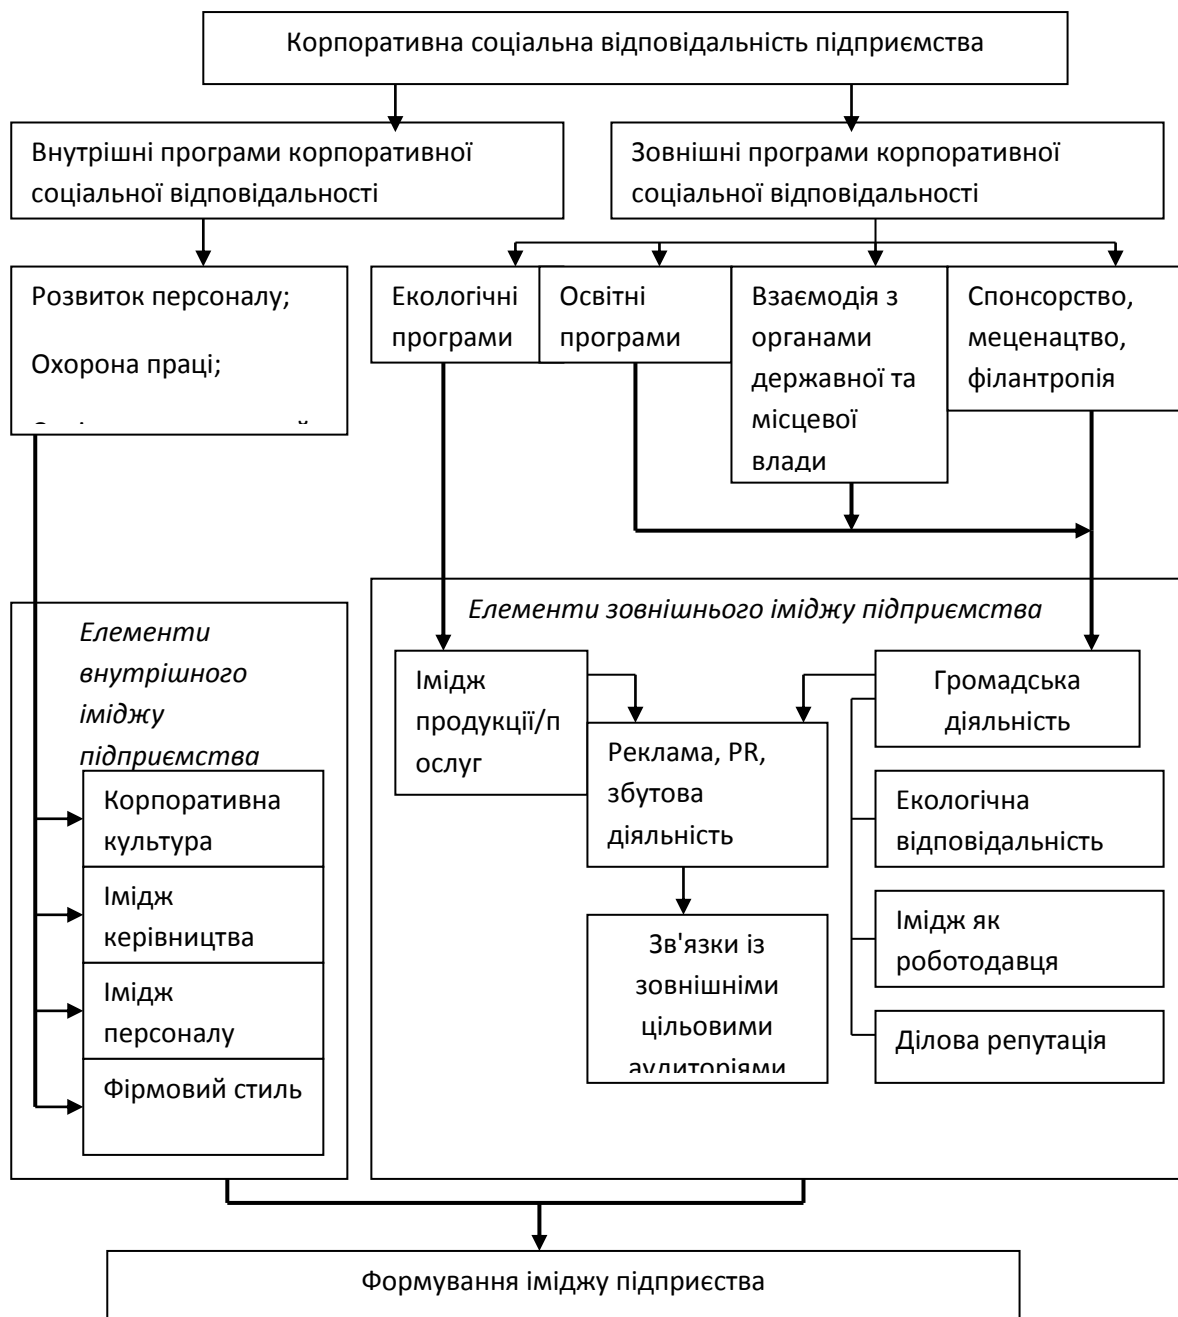 Корпоративна соціальна відповідальність підприємства
Внутрішні програми корпоративної
соціальної відповідальності
Зовнішні програми корпоративної
соціальної відповідальності
Розвиток персоналу;
Охорона праці;
Екологічні
програми
Освітні
програми
Взаємодія з
органами
державної та
місцевої
влади
Спонсорство,
меценацтво,
філантропія
Елементи
внутрішного
іміджу
підприємства
Корпоративна
культура
Імідж
керівництва
Імідж
персоналу
Фірмовий стиль
Елементи зовнішнього іміджу підприємства
Імідж
продукції/п
ослуг
Реклама, PR,
збутова
діяльність
Зв'язки із
зовнішніми
цільовими
аудиторіями
Громадська
діяльність
Екологічна
відповідальність
Імідж як
роботодавця
Ділова репутація
Формування іміджу підприєства